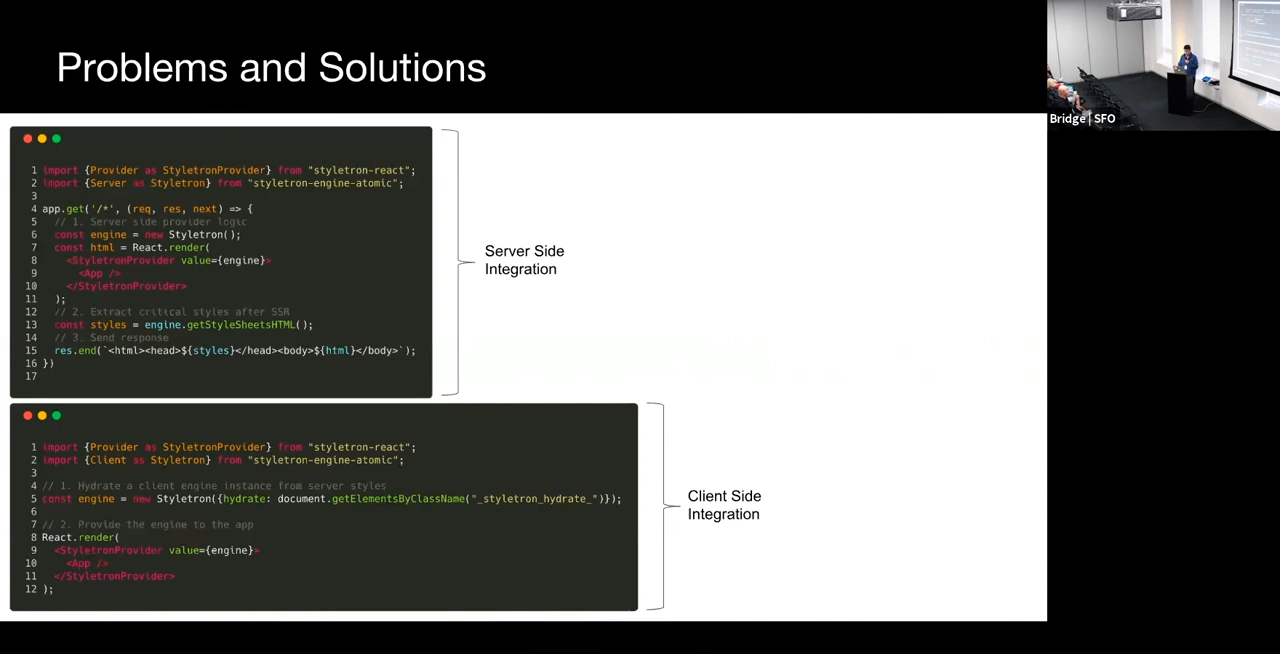 Problems and Solutions
1 import {Provider as StyletronProvider} from "styletron-react";
2 import {Server as Styletron} from "styletron-engine-atomic";
3
4 app.get('/*', (req, res, next) => {
5 // 1. Server side provider logic
6 const engine = new Styletron();
7 const html = React.render(
8 <StyletronProvider value={engine}>
9 <App />
10 </StyletronProvider>
11 );
12 // 2. Extract critical styles after SSR
13 const styles = engine.getStyleSheetsHTML();
14 // 3. Send response
15 res.end(`<html><head>${styles}</head><body>${html}</body>`);
16 })
17
Server Side
Integration
1 import {Provider as StyletronProvider} from "styletron-react";
2 import {Client as Styletron} from "styletron-engine-atomic";
3
4 // 1. Hydrate a client engine instance from server styles
5 const engine = new Styletron({hydrate: document.getElementsByClassName("_styletron_hydrate_")});
6
7 // 2. Provide the engine to the app
8 React.render(
9 <StyletronProvider value={engine}>
10 <App />
11 </StyletronProvider>
12 );
Client Side
Integration
Bridge | SFO